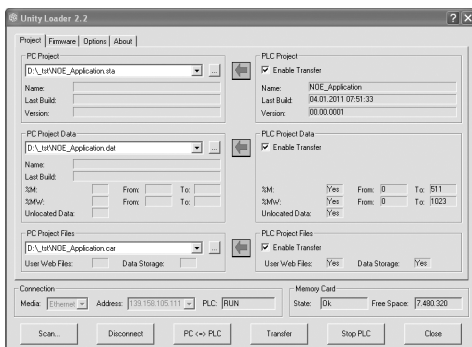 Unity Loader 2.2
Project Firmware Options About
PC Project
D:\_tst\NOE_Application.sta
Name:
Last Build:
Version:
PLC Project
Enable Transfer
Name: NOE_Application
Last Build: 04.01.2011 07:51:33
Version: 00.00.0001
PC Project Data
D:\_tst\NOE_Application.dat
Name:
Last Build:
%M: From: To:
%MW: From: To:
Unlocated Data:
PLC Project Data
Enable Transfer
%M: Yes From: 0 To: 511
%MW: Yes From: 0 To: 1023
Unlocated Data: Yes
PC Project Files
D:\_tst\NOE_Application.car
User Web Files: Data Storage:
PLC Project Files
Enable Transfer
User Web Files: Yes Data Storage: Yes
Connection
Media: Ethernet Address: 139.158.105.111 PLC: RUN
Memory Card
State: Ok Free Space: 7.480.320
Scan... Disconnect PC <=> PLC Transfer Stop PLC Close